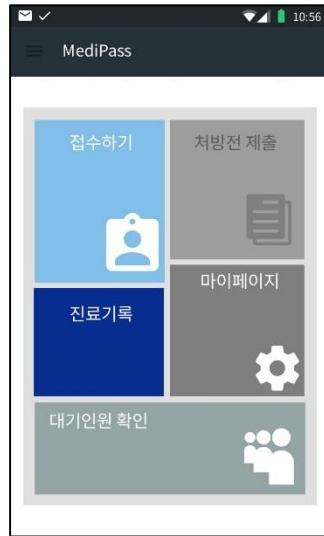 10:56
MediPass
접수하기
처방전 제출
마이페이지
진료기록
대기인원 확인